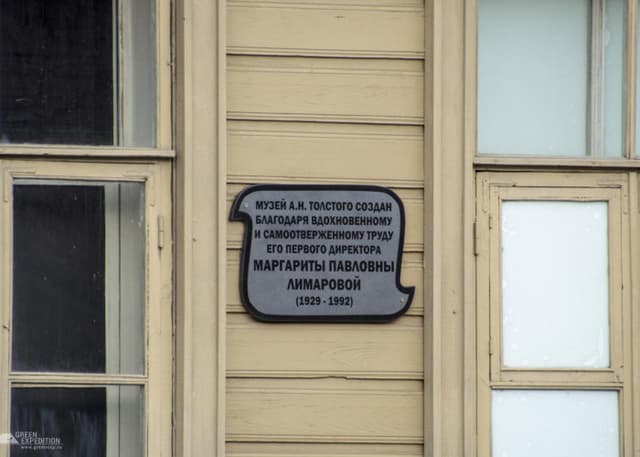 МУЗЕЙ А.Н. ТОЛСТОГО СОЗДАН
БЛАГОДАРЯ ВДОХНОВЕННОМУ
И САМООТВЕРЖЕННОМУ ТРУДУ
ЕГО ПЕРВОГО ДИРЕКТОРА
МАРГАРИТЫ ПАВЛОВНЫ
ЛИМАРОВОЙ
(1929 - 1992)
GREEN
EXPEDITION